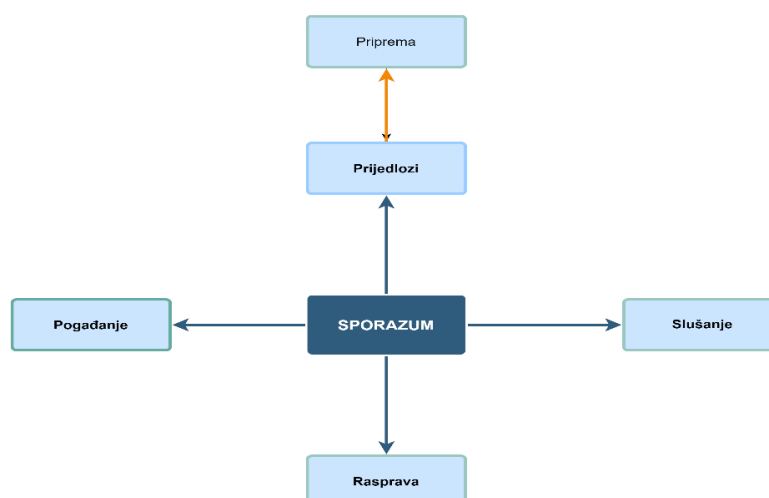 Priprema
Prijedlozi
Pogađanje
SPORAZUM
Slušanje
Rasprava